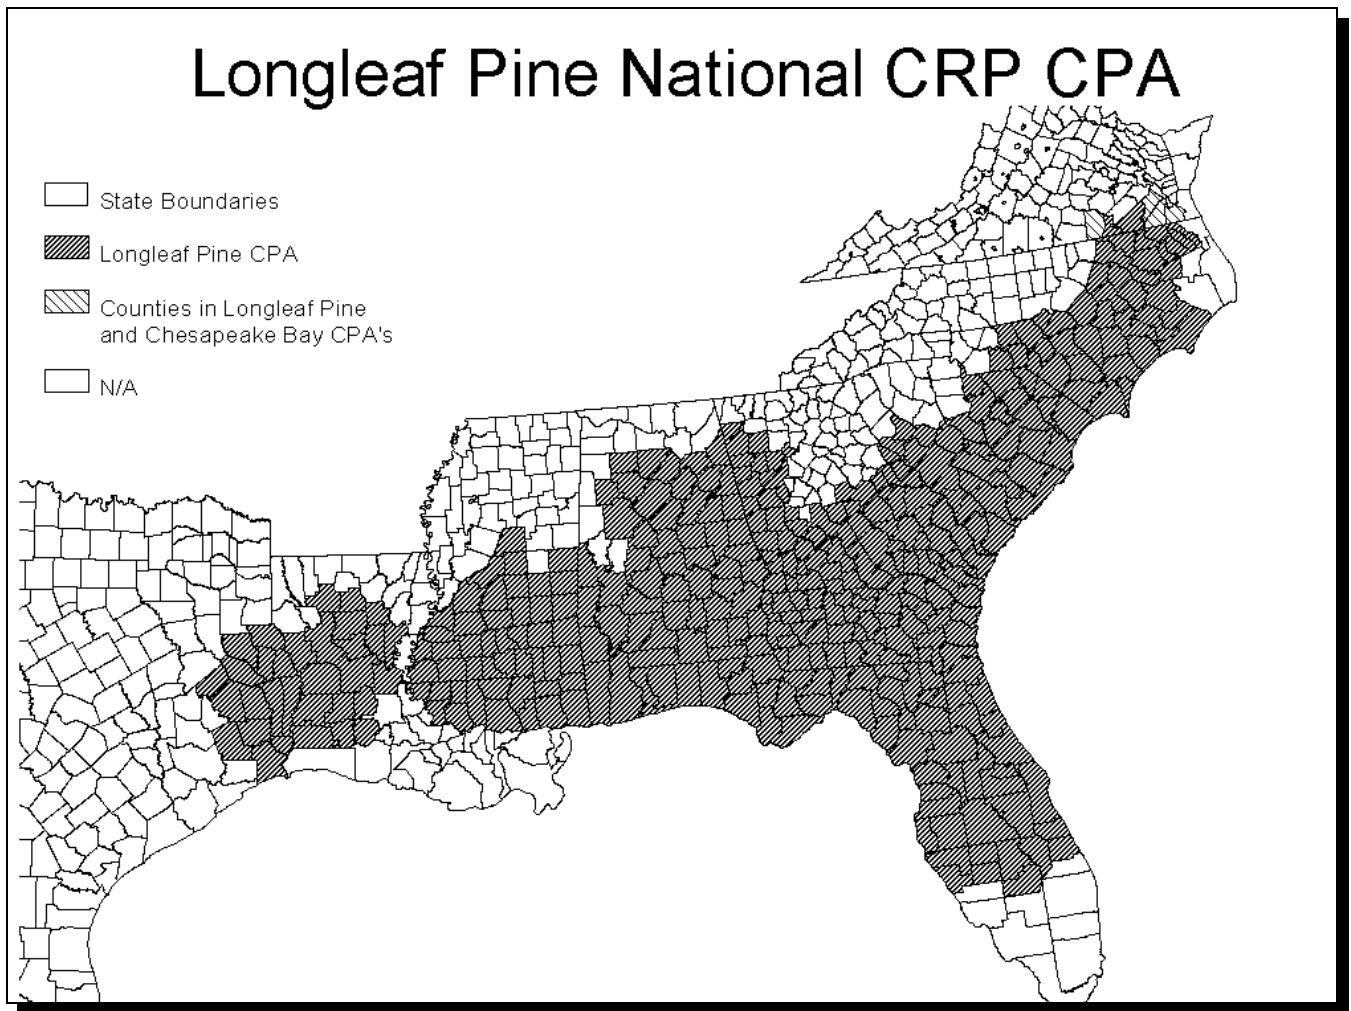 Longleaf Pine National CRP CPA
State Boundaries
Longleaf Pine CPA
Counties in Longleaf Pine
and Chesapeake Bay CPA's
N/A